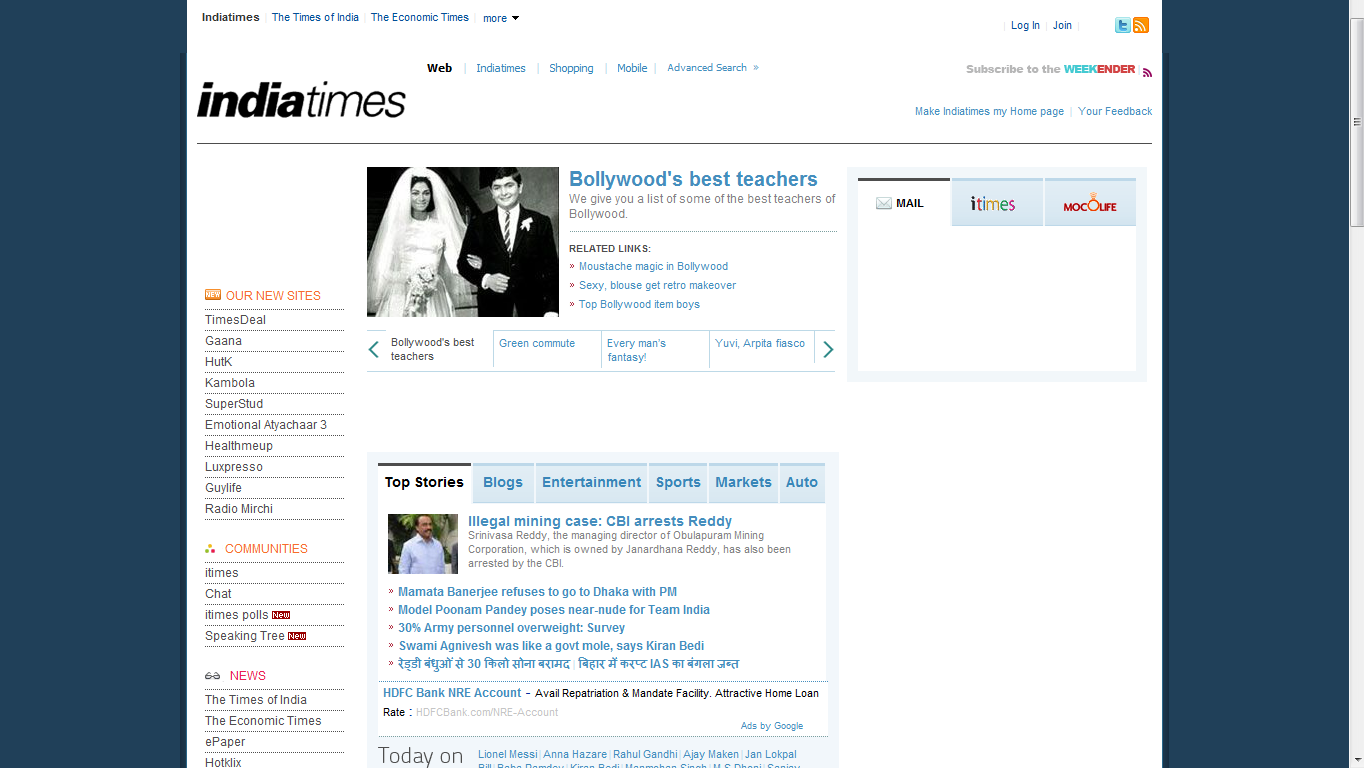 Indiatimes | The Times of India | The Economic Times | more
Log In | Join
Web | Indiatimes | Shopping | Mobile | Advanced Search »
Subscribe to the WEEKENDER
indiatimes
Make Indiatimes my Home page | Your Feedback
Bollywood's best teachers
We give you a list of some of the best teachers of
Bollywood.
RELATED LINKS:
» Moustache magic in Bollywood
» Sexy, blouse get retro makeover
» Top Bollywood item boys
MAIL
itimes
MOCOLIFE
Bollywood's best
teachers
Green commute
Every man's
fantasy!
Yuvi, Arpita fiasco
NEW OUR NEW SITES
TimesDeal
Gaana
HutK
Kambola
SuperStud
Emotional Atyachaar 3
Healthmeup
Luxpresso
Guylife
Radio Mirchi
COMMUNITIES
itimes
Chat
itimes polls New
Speaking Tree New
NEWS
The Times of India
The Economic Times
ePaper
Hotklix
Top Stories Blogs Entertainment Sports Markets Auto
Illegal mining case: CBI arrests Reddy
Srinivasa Reddy, the managing director of Obulapuram Mining
Corporation, which is owned by Janardhana Reddy, has also been
arrested by the CBI.
» Mamata Banerjee refuses to go to Dhaka with PM
» Model Poonam Pandey poses near-nude for Team India
» 30% Army personnel overweight: Survey
» Swami Agnivesh was like a govt mole, says Kiran Bedi
» रेड्डी बंधुओं से 30 किलो सोना बरामद | बिहार में करप्ट IAS का बंगला जब्त
HDFC Bank NRE Account - Avail Repatriation & Mandate Facility. Attractive Home Loan
Rate : HDFCBank.com/NRE-Account
Ads by Google
Today on
Lionel Messi | Anna Hazare | Rahul Gandhi | Ajay Maken | Jan Lokpal
Bill | Baba Ramdev | Kiran Bedi | Manmohan Singh | M S Dhoni | Sanjay